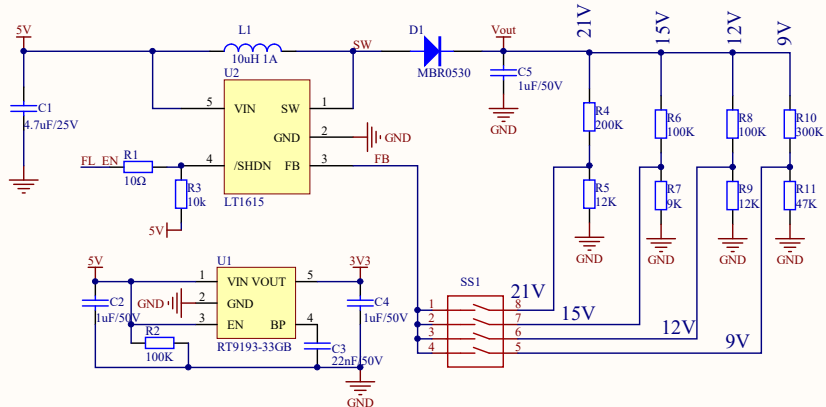 5V
L1
10uH 1A
SW
D1
MBR0530
Vout
21V
15V
12V
9V
C5
1uF/50V
GND
U2
5
VIN
SW
1
GND
2
GND
4
/SHDN
FB
3
FB
LT1615
C1
4.7uF/25V
FL_EN
R1
10Ω
R3
10k
5V
R4
200K
R6
100K
R8
100K
R10
300K
R5
12K
R7
9K
R9
12K
R11
47K
GND
GND
GND
GND
5V
U1
3V3
1
VIN VOUT
5
GND
2
GND
3
EN
BP
4
RT9193-33GB
C2
1uF/50V
R2
100K
C3
22nF/50V
C4
1uF/50V
GND
SS1
1
2
3
4
8
7
6
5
21V
15V
12V
9V